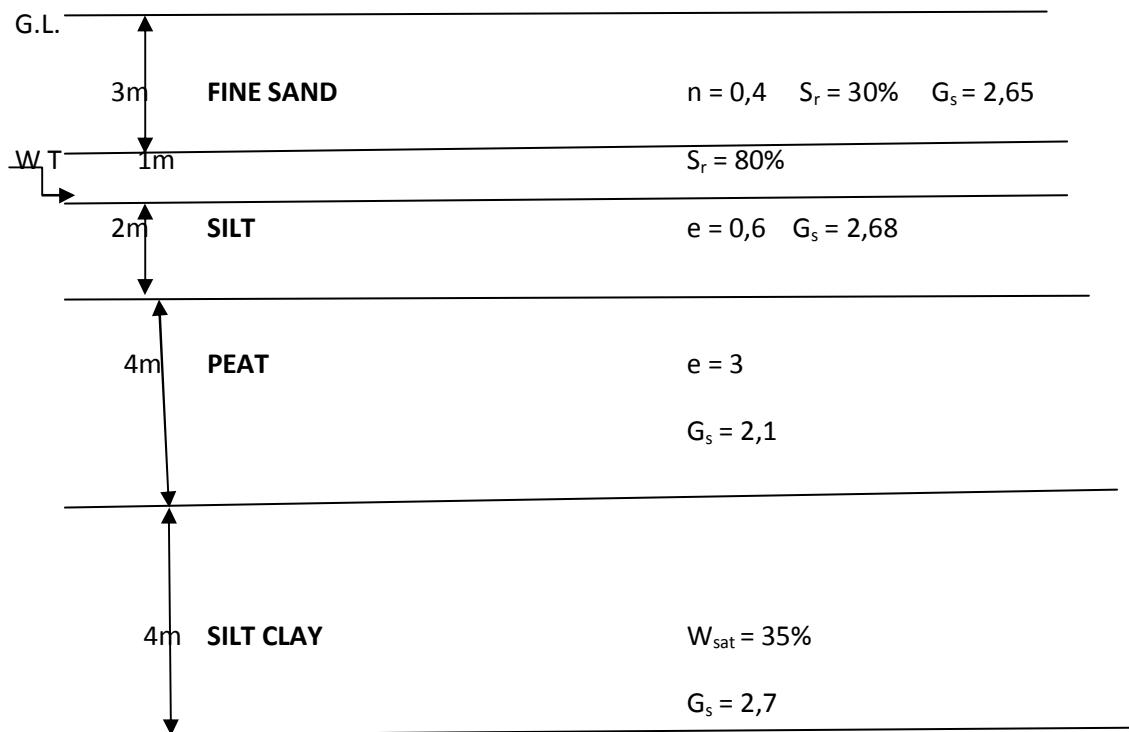 G.L.
3m FINE SAND n = 0,4 Sr = 30% Gs = 2,65
W T 1m Sr = 80%
2m SILT e = 0,6 Gs = 2,68
4m PEAT e = 3
Gs = 2,1
4m SILT CLAY Wsat = 35%
Gs = 2,7